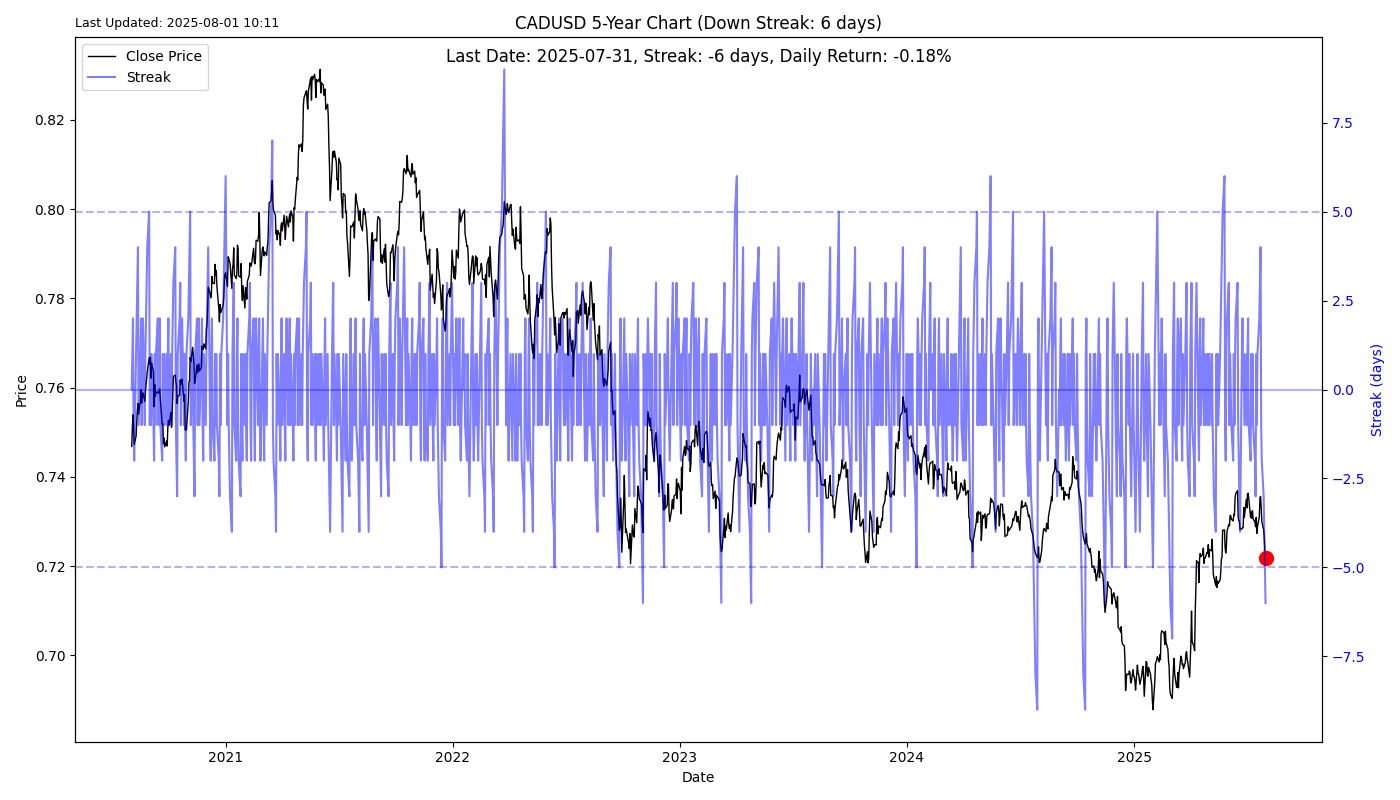 Last Updated: 2025-08-01 10:11
CADUSD 5-Year Chart (Down Streak: 6 days)
Last Date: 2025-07-31, Streak: -6 days, Daily Return: -0.18%
Close Price
Streak
Price
0.82
0.80
0.78
0.76
0.74
0.72
0.70
7.5
5.0
2.5
0.0
−2.5
−5.0
−7.5
Streak (days)
2021
2022
2023
2024
2025
Date